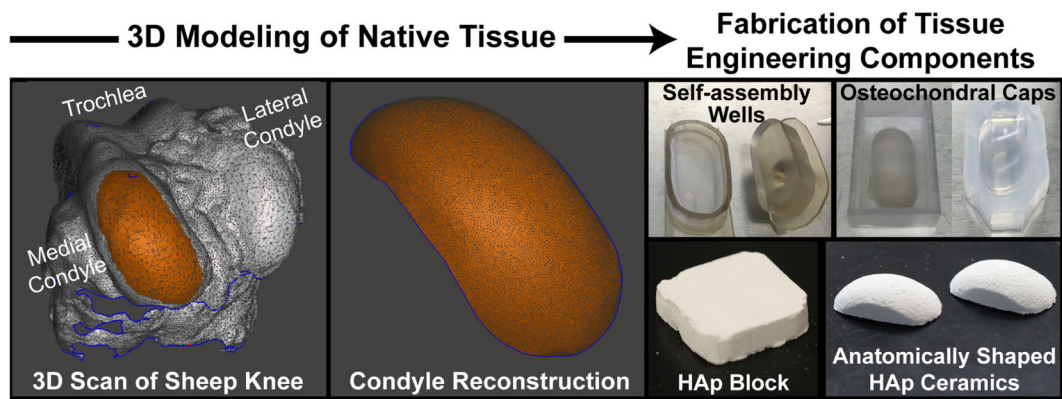 3D Modeling of Native Tissue
Fabrication of Tissue
Engineering Components
Trochlea
Lateral
Condyle
Medial
Condyle
3D Scan of Sheep Knee
Condyle Reconstruction
Self-assembly
Wells
Osteochondral Caps
HAp Block
Anatomically Shaped
HAp Ceramics